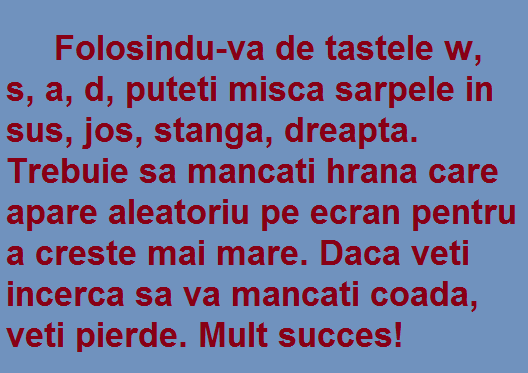 Folosindu-va de tastele w,
s, a, d, puteti misca sarpele in
sus, jos, stanga, dreapta.
Trebuie sa mancati hrana care
apare aleatoriu pe ecran pentru
a creste mai mare. Daca veti
incerca sa va mancati coada,
veti pierde. Mult succes!